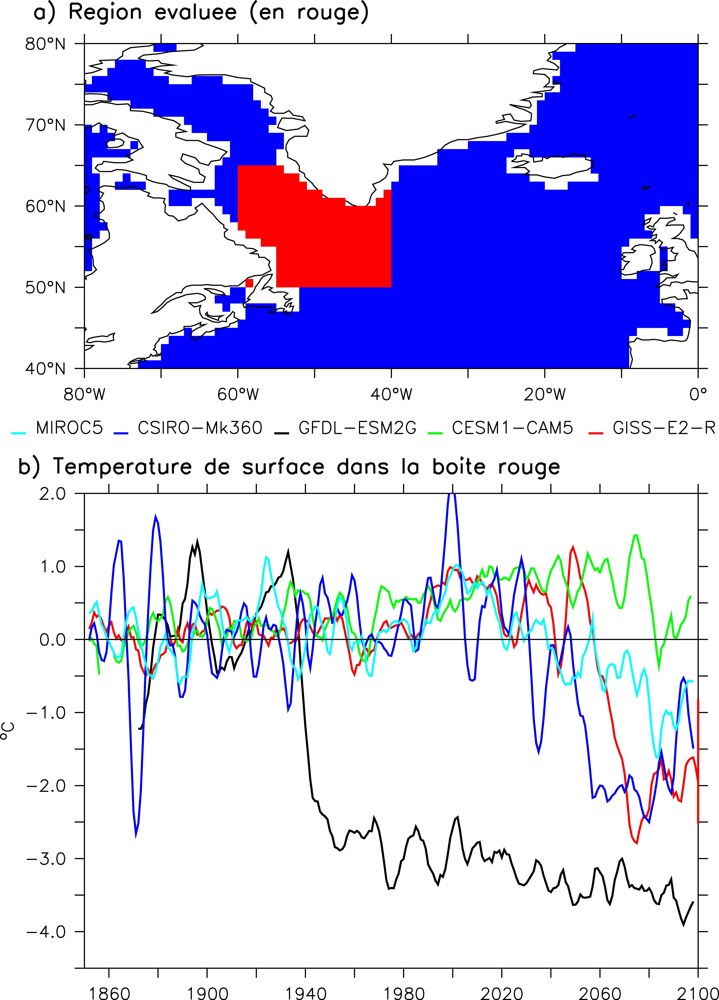 a) Region evaluee (en rouge)
80°N
70°N
60°N
50°N
40°N
80°W 60°W 40°W 20°W 0°
MIROC5 CSIRO-Mk360 GFDL-ESM2G CESM1-CAM5 GISS-E2-R
b) Temperature de surface dans la boite rouge
2.0
1.0
0.0
-1.0
°C
-2.0
-3.0
-4.0
1860 1900 1940 1980 2020 2060 2100